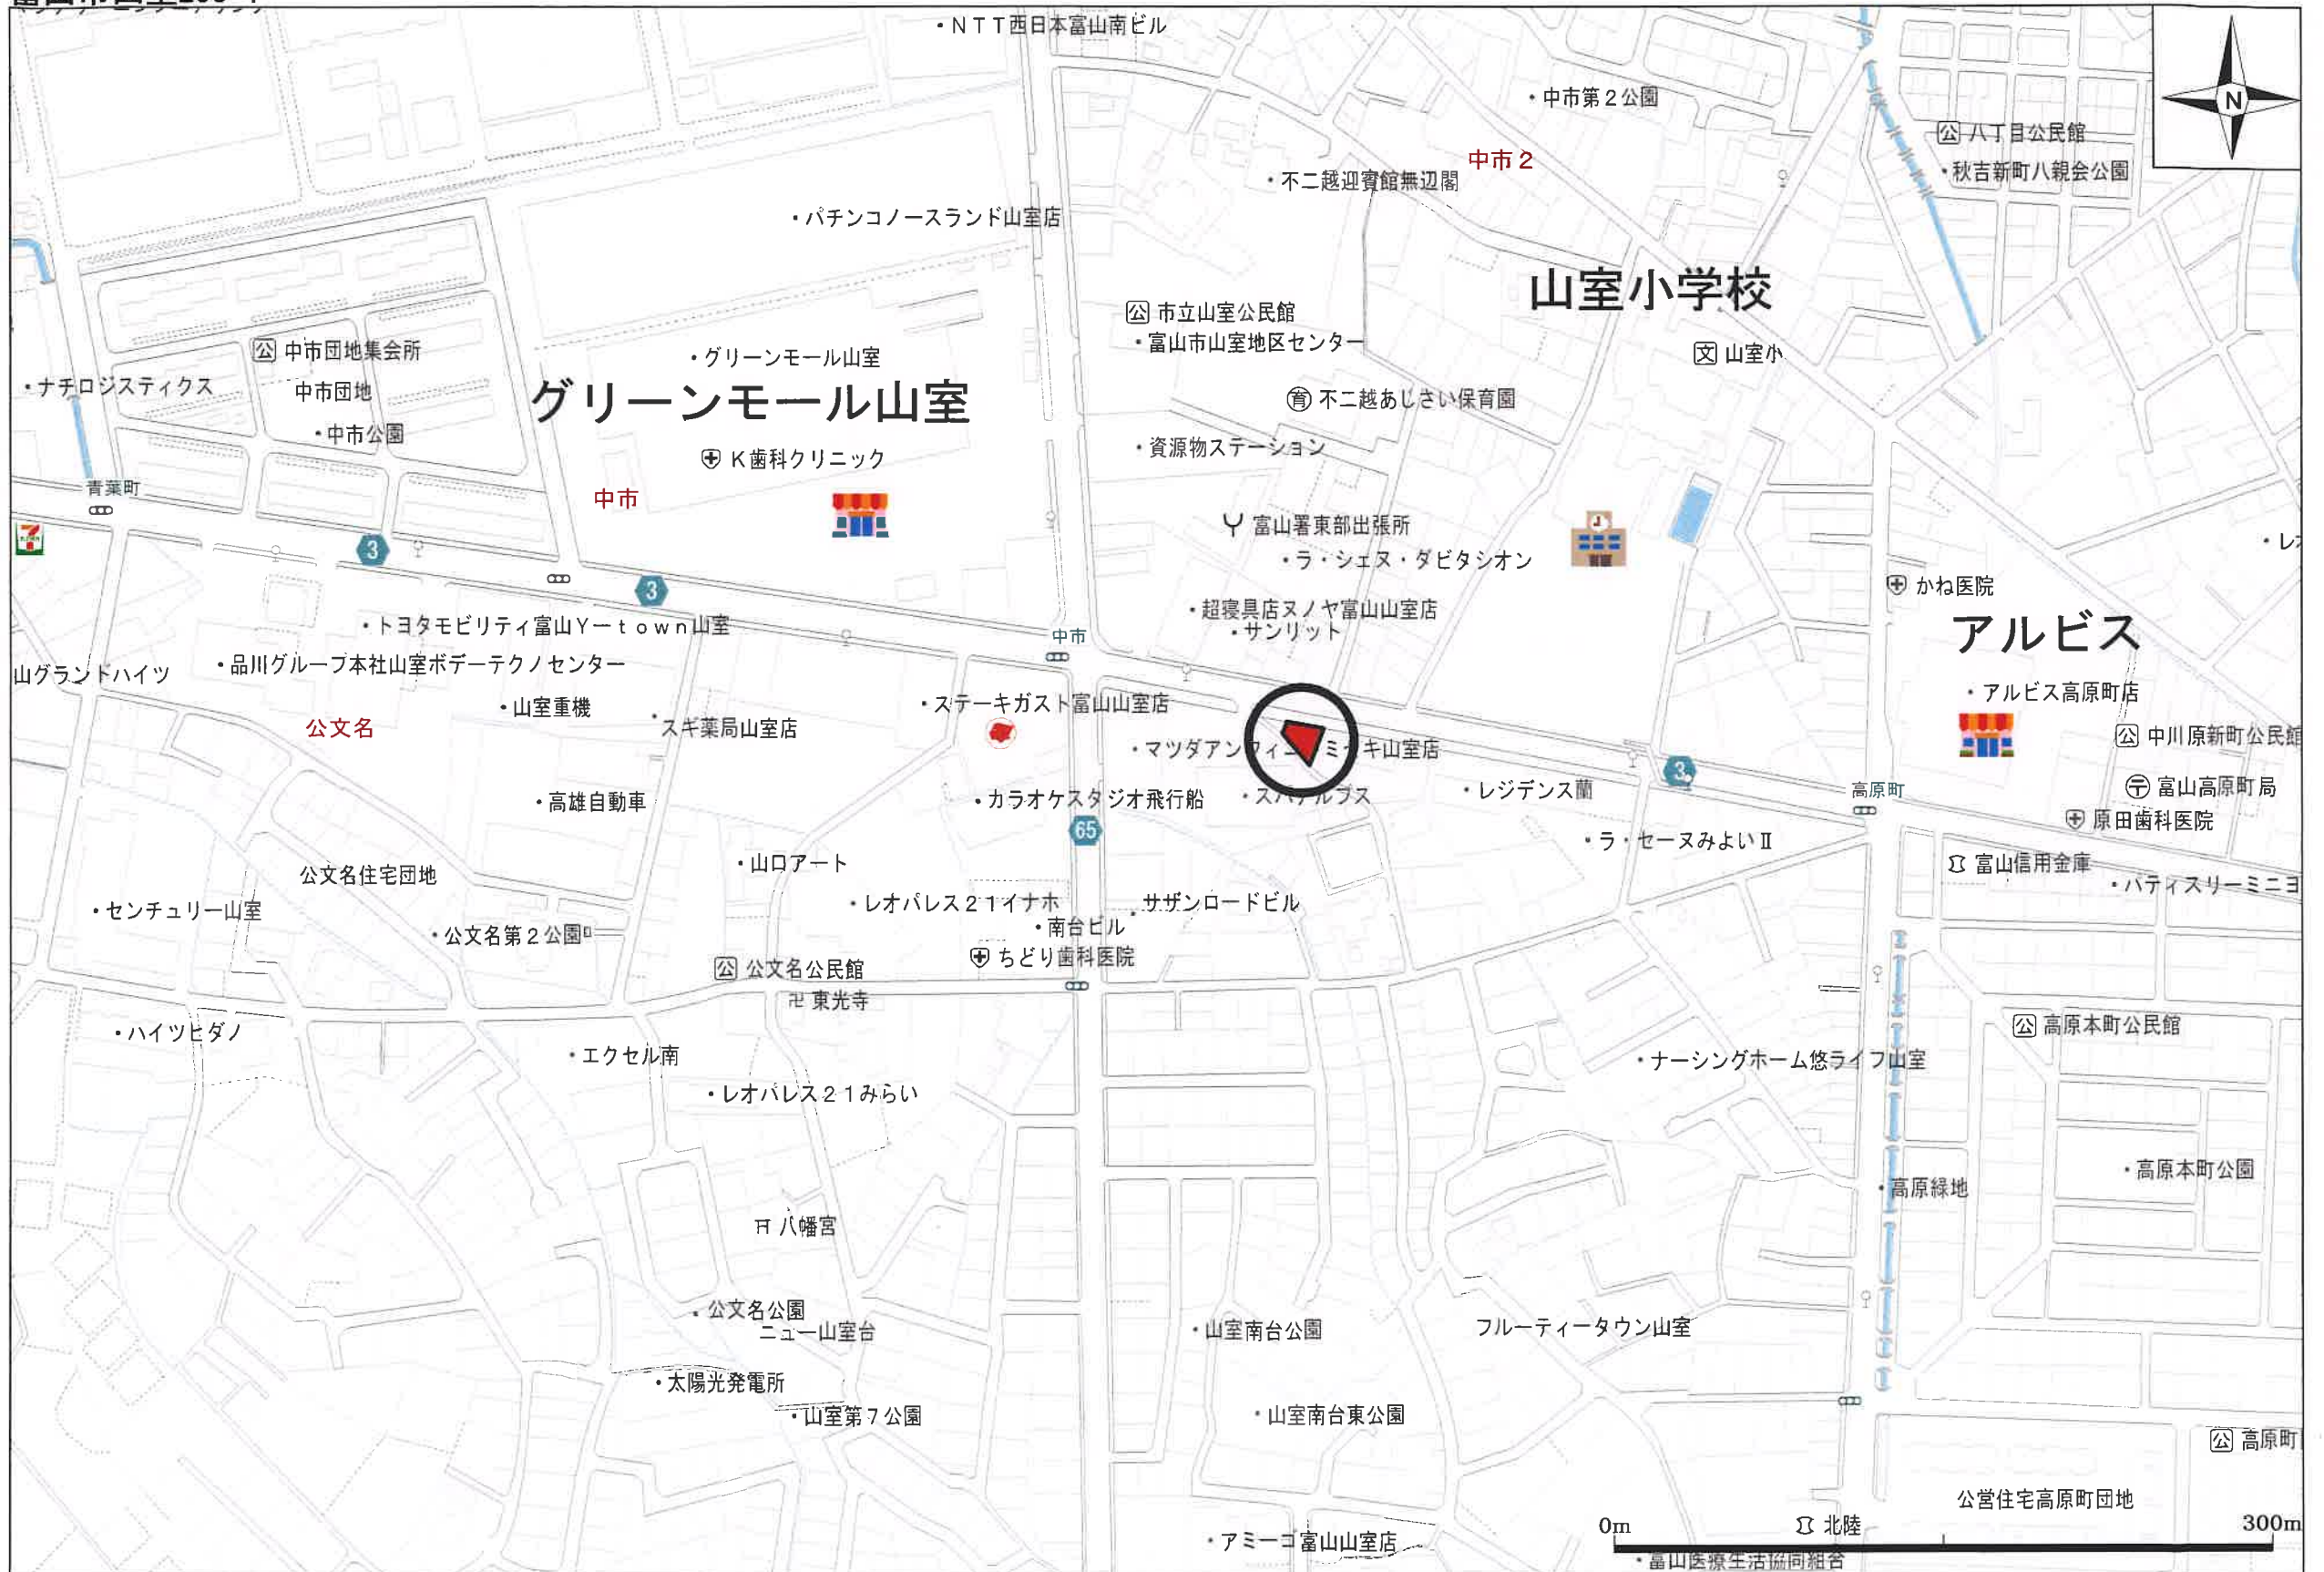 ・ＮＴＴ西日本富山南ビル
・中市第２公園
N
公 八丁目公民館
・秋吉新町八親会公園
中市２
・不二越迎賓館無辺閣
・パチンコノースランド山室店
山室小学校
公 市立山室公民館
・富山市山室地区センター
文 山室小
公 中市団地集会所
中市団地
・中市公園
・ナチロジスティクス
・グリーンモール山室
グリーンモール山室
育 不二越あじさい保育園
・資源物ステーション
Ｋ歯科クリニック
中市
青葉町
富山署東部出張所
・ラ・シェヌ・ダビタシオン
3
3
かね医院
アルビス
・超寝具店ヌノヤ富山山室店
・サンリット
・トヨタモビリティ富山Ｙーｔｏｗｎ山室
中市
・品川グループ本社山室ボデーテクノセンター
山グランドハイツ
・山室重機
公文名
・スギ薬局山室店
・ステーキガスト富山山室店
・アルビス高原町店
公 中川原新町公民館
・高雄自動車
・カラオケスタジオ飛行船
・レジデンス蘭
3
高原町
〒 富山高原町局
原田歯科医院
65
・ラ・セーヌみよいⅡ
・山口アート
富山信用金庫
・パティスリーミニヨ
公文名住宅団地
・センチュリー山室
・公文名第２公園
・レオパレス２１イナホ
・サザンロードビル
・南台ビル
ちどり歯科医院
公 公文名公民館
卍 東光寺
・ハイツヒダノ
・エクセル南
・レオパレス２１みらい
公 高原本町公民館
・ナーシングホーム悠ライフ山室
・高原本町公園
・高原緑地
八幡宮
・公文名公園
ニュー山室台
・山室南台公園
フルーティータウン山室
・太陽光発電所
・山室第７公園
・山室南台東公園
公 高原町
公営住宅高原町団地
・アミーゴ富山山室店
0m
北陸
300m
・富山医療生活協同組合